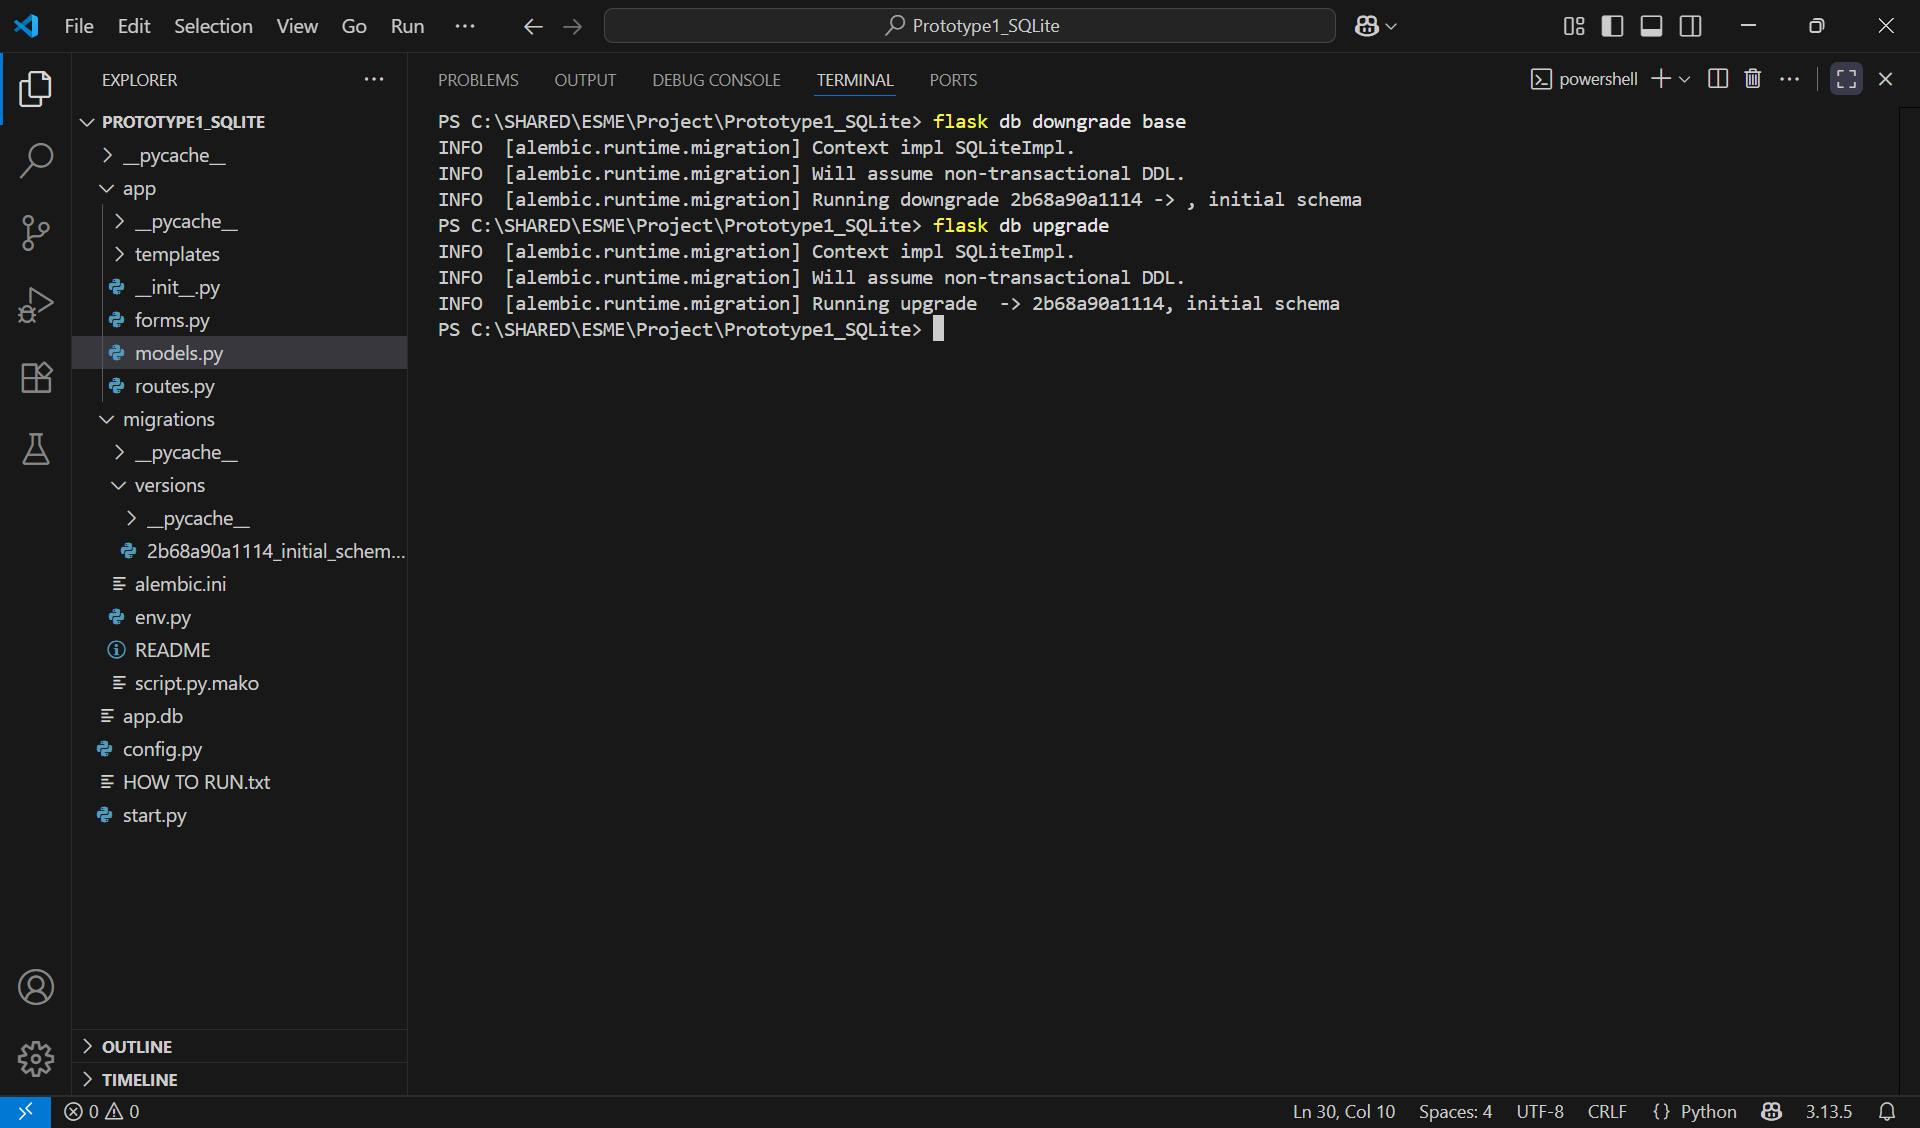 File Edit Selection View Go Run ...
Prototype1_SQLite
EXPLORER
PROTOTYPE1_SQLITE
__pycache__
app
__pycache__
templates
__init__.py
forms.py
models.py
routes.py
migrations
__pycache__
versions
__pycache__
2b68a90a1114_initial_schem...
alembic.ini
env.py
README
script.py.mako
app.db
config.py
HOW TO RUN.txt
start.py
OUTLINE
TIMELINE
PROBLEMS OUTPUT DEBUG CONSOLE TERMINAL PORTS
powershell
PS C:\SHARED\ESME\Project\Prototype1_SQLite> flask db downgrade base
INFO  [alembic.runtime.migration] Context impl SQLiteImpl.
INFO  [alembic.runtime.migration] Will assume non-transactional DDL.
INFO  [alembic.runtime.migration] Running downgrade 2b68a90a1114 -> , initial schema
PS C:\SHARED\ESME\Project\Prototype1_SQLite> flask db upgrade
INFO  [alembic.runtime.migration] Context impl SQLiteImpl.
INFO  [alembic.runtime.migration] Will assume non-transactional DDL.
INFO  [alembic.runtime.migration] Running upgrade  -> 2b68a90a1114, initial schema
PS C:\SHARED\ESME\Project\Prototype1_SQLite>
0 0
Ln 30, Col 10 Spaces: 4 UTF-8 CRLF {} Python 3.13.5